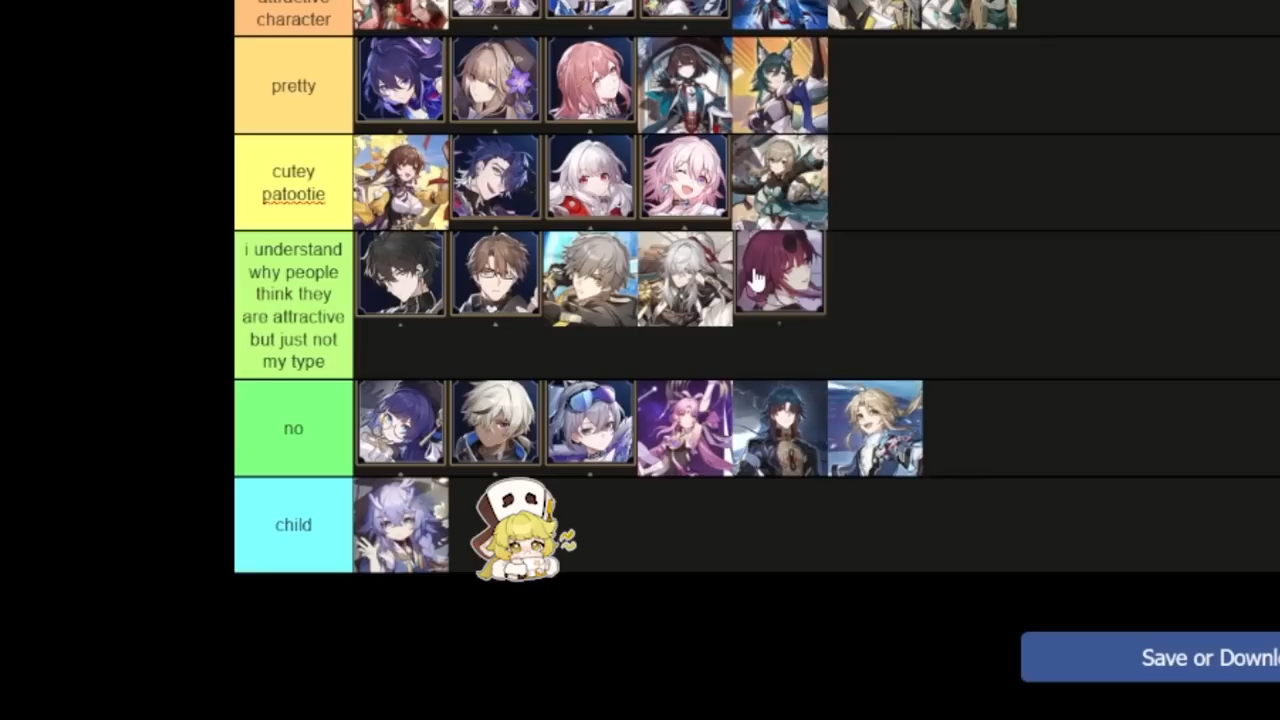 attractive
character
pretty
cutey
patootie
i understand
why people
think they
are attractive
but just not
my type
no
child
Save or Downl